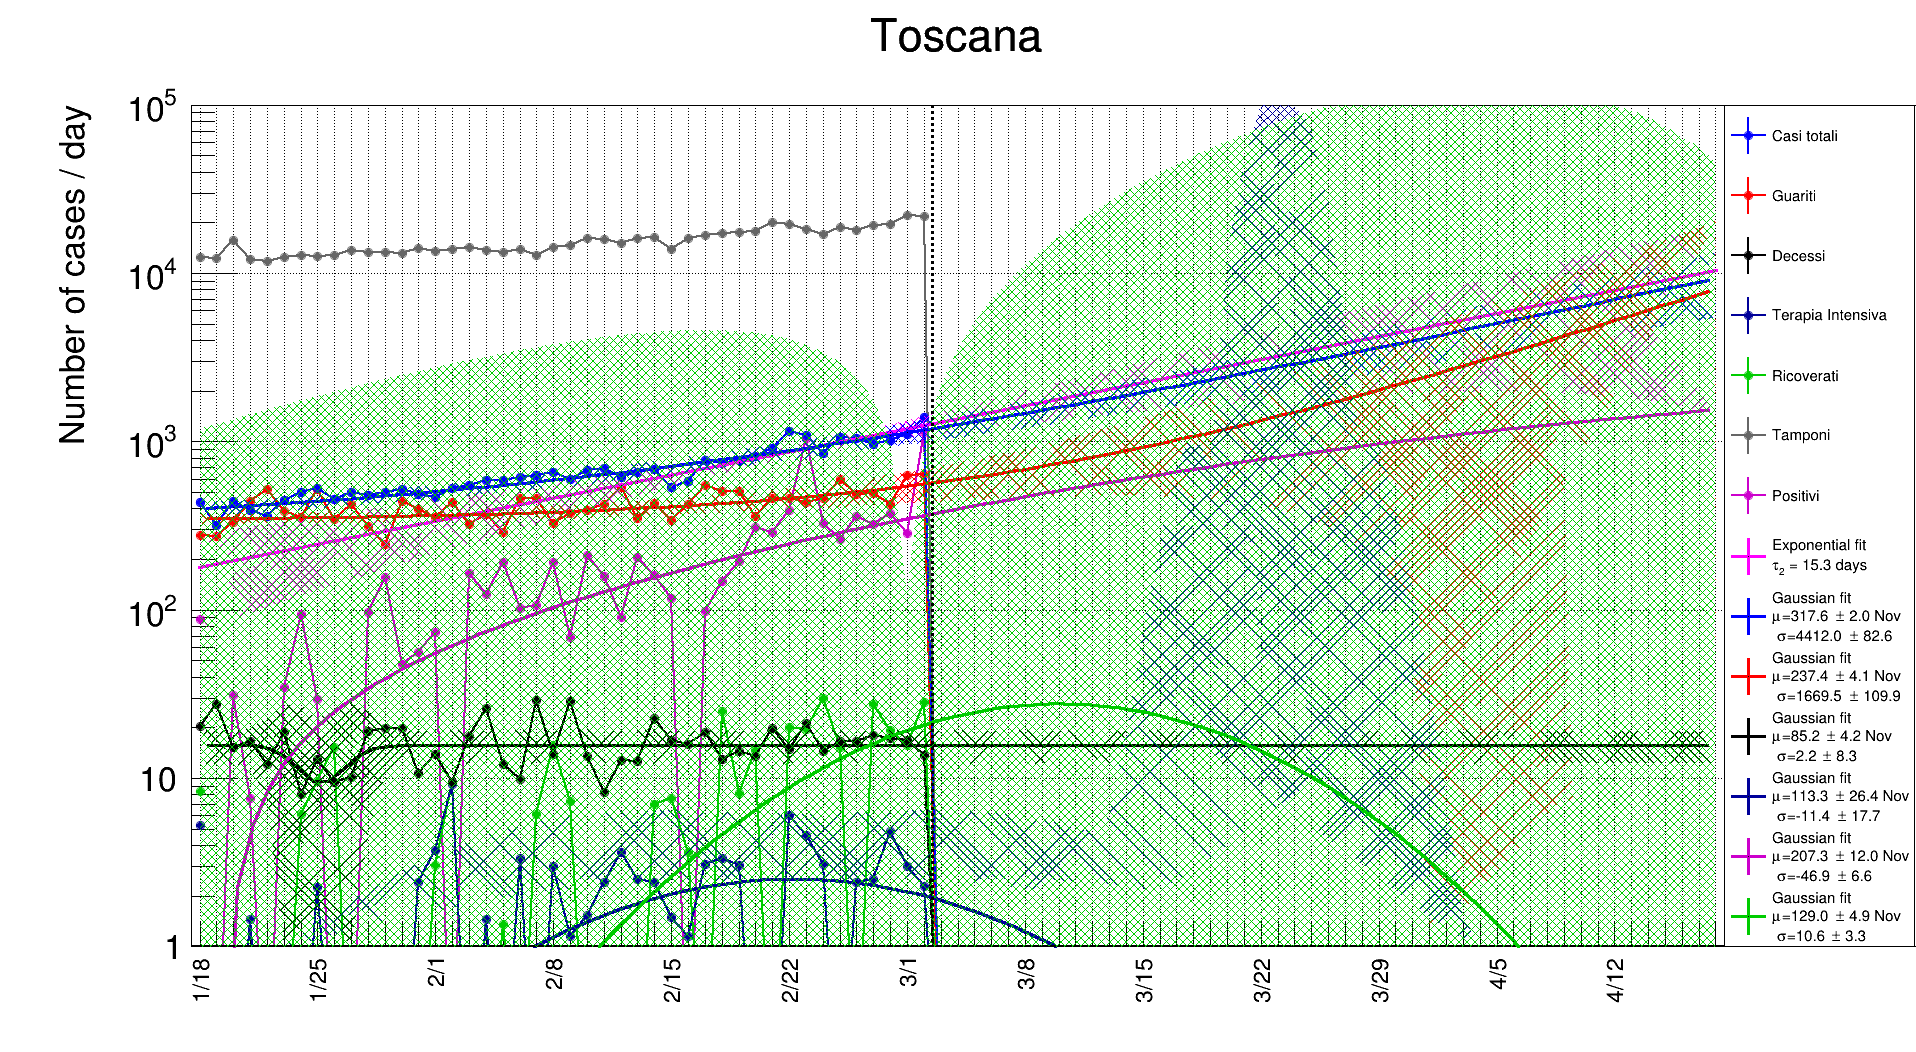 Toscana
Number of cases / day
10^5
10^4
10^3
10^2
10
1
1/18
1/25
2/1
2/8
2/15
2/22
3/1
3/8
3/15
3/22
3/29
4/5
4/12
Casi totali
Guariti
Decessi
Terapia Intensiva
Ricoverati
Tamponi
Positivi
Exponential fit
τ₂ = 15.3 days
Gaussian fit
μ=317.6 ± 2.0 Nov
σ=4412.0 ± 82.6
Gaussian fit
μ=237.4 ± 4.1 Nov
σ=1669.5 ± 109.9
Gaussian fit
μ=85.2 ± 4.2 Nov
σ=2.2 ± 8.3
Gaussian fit
μ=113.3 ± 26.4 Nov
σ=-11.4 ± 17.7
Gaussian fit
μ=207.3 ± 12.0 Nov
σ=-46.9 ± 6.6
Gaussian fit
μ=129.0 ± 4.9 Nov
σ=10.6 ± 3.3